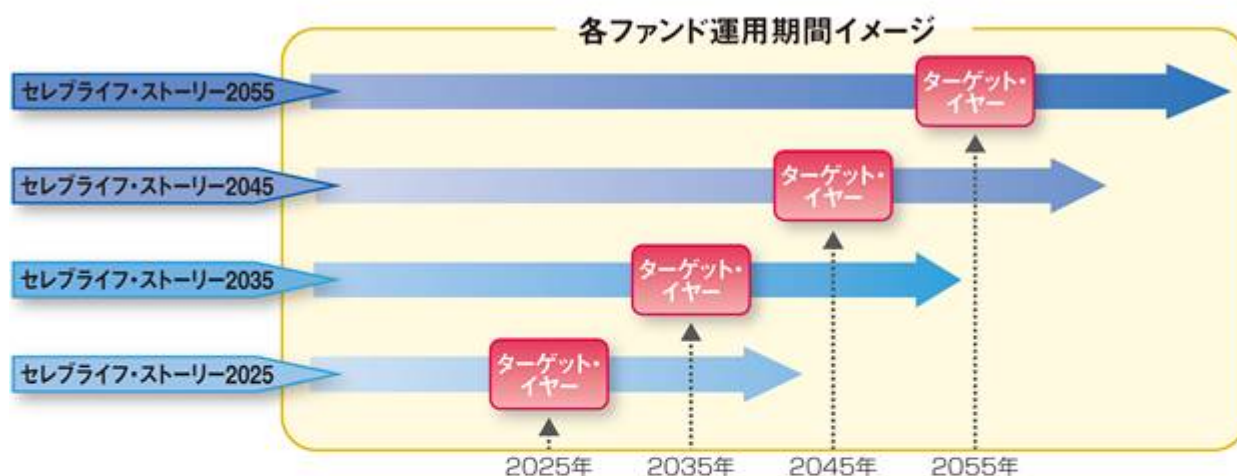 各ファンド運用期間イメージ
セレブライフ・ストーリー2055
ターゲット・
イヤー
セレブライフ・ストーリー2045
ターゲット・
イヤー
セレブライフ・ストーリー2035
ターゲット・
イヤー
セレブライフ・ストーリー2025
ターゲット・
イヤー
2025年 2035年 2045年 2055年